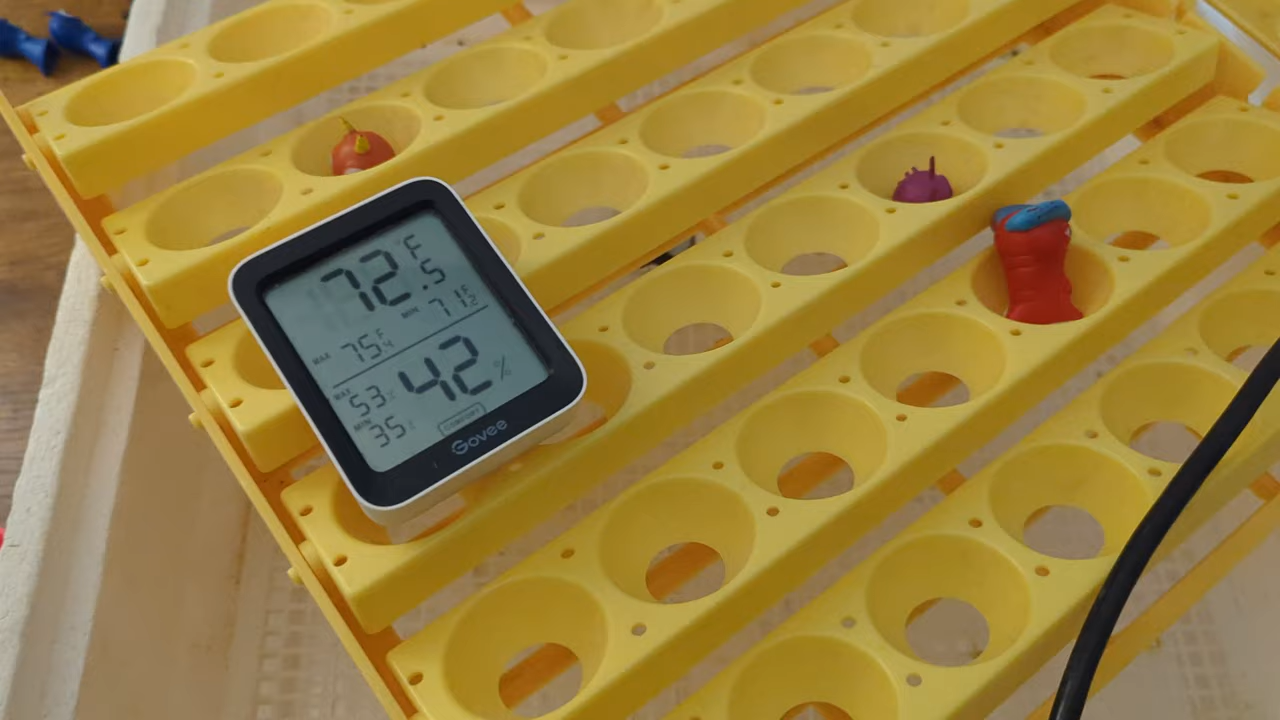 72.5°F
MAX 75.4°F MIN 71.2°F
42%
MAX 53%
MIN 35%
COMFORT
Govee